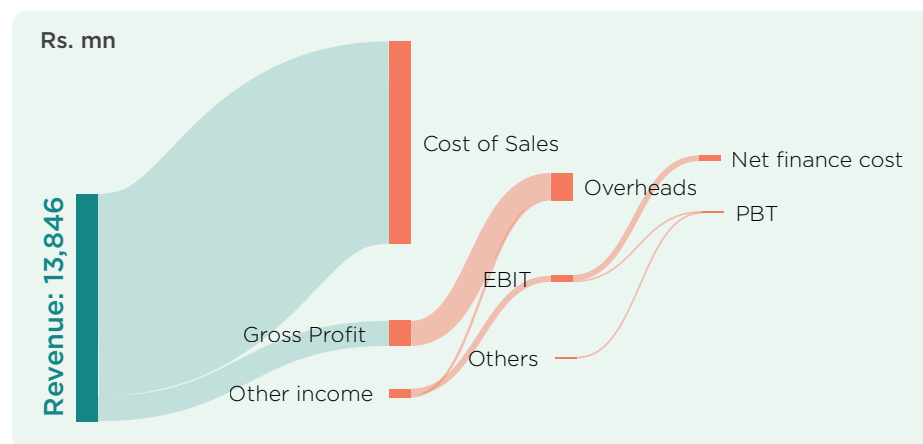 Rs. mn
Revenue: 13,846
Cost of Sales
Gross Profit
Other income
Overheads
EBIT
Others
Net finance cost
PBT